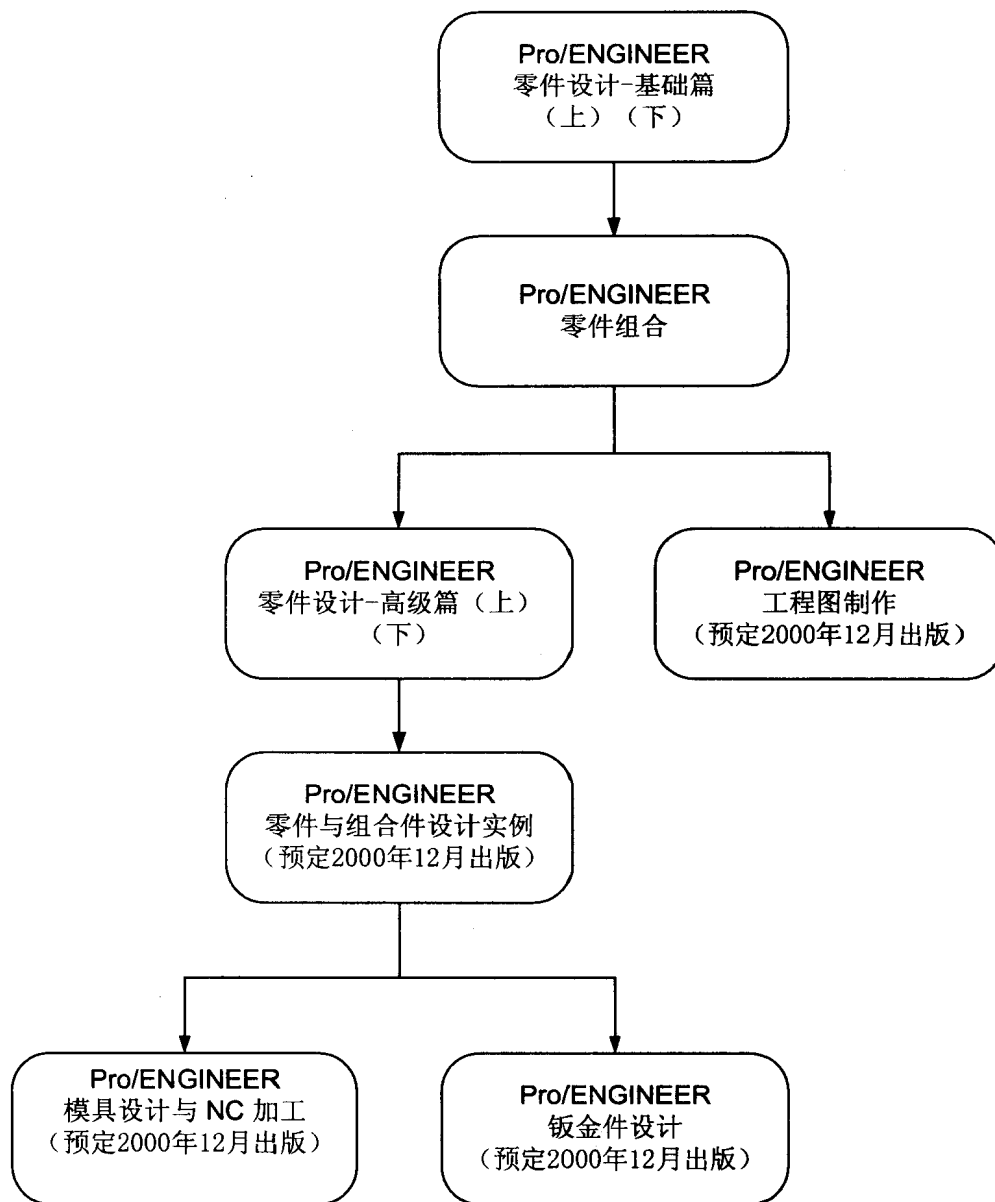 Pro/ENGINEER
零件设计-基础篇
（上）（下）
Pro/ENGINEER
零件组合
Pro/ENGINEER
零件设计-高级篇（上）
（下）
Pro/ENGINEER
工程图制作
（预定2000年12月出版）
Pro/ENGINEER
零件与组合件设计实例
（预定2000年12月出版）
Pro/ENGINEER
模具设计与 NC 加工
（预定2000年12月出版）
Pro/ENGINEER
钣金件设计
（预定2000年12月出版）